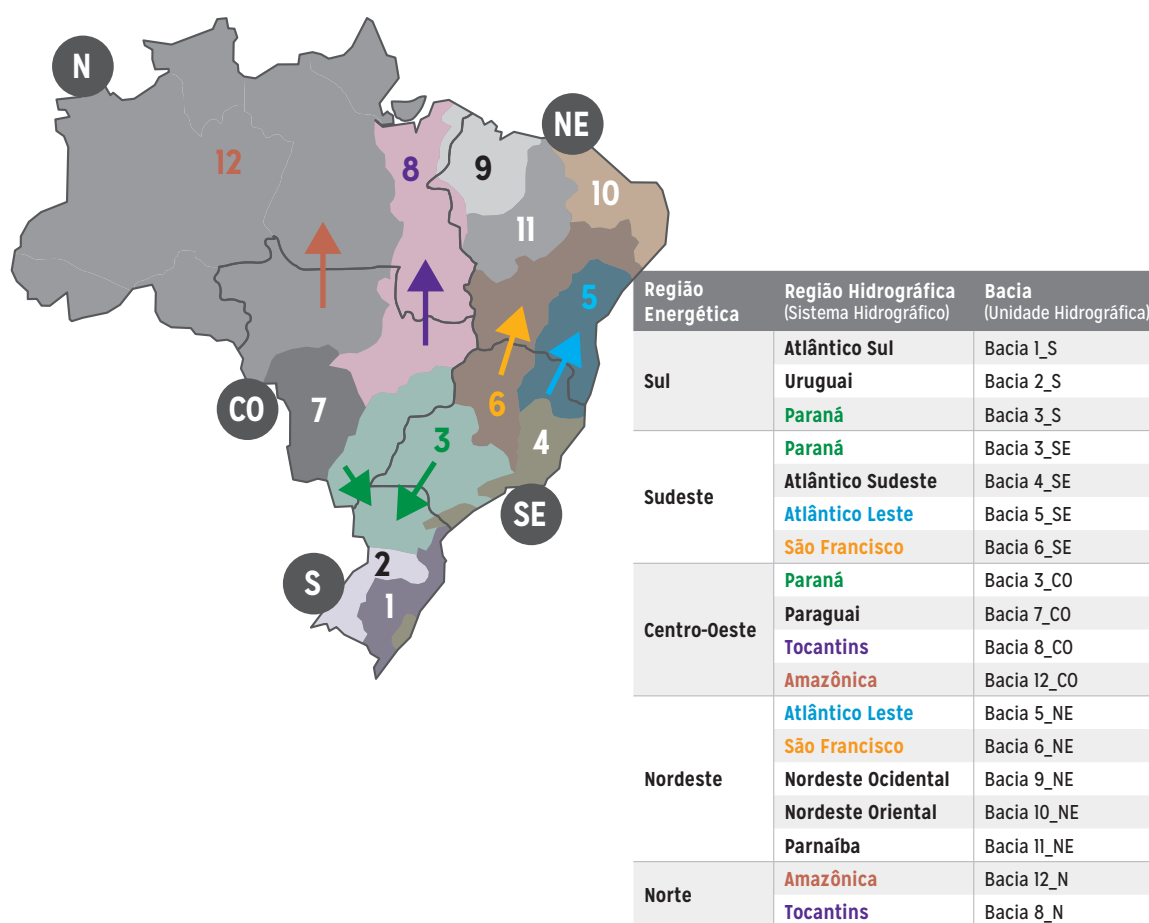 N
NE
12
8
9
10
11
5
6
7
CO
3
4
SE
2
S
1
Região Energética
Região Hidrográfica (Sistema Hidrográfico)
Bacia (Unidade Hidrográfica)
Sul
Atlântico Sul Bacia 1_S
Uruguai Bacia 2_S
Paraná Bacia 3_S
Sudeste
Paraná Bacia 3_SE
Atlântico Sudeste Bacia 4_SE
Atlântico Leste Bacia 5_SE
São Francisco Bacia 6_SE
Centro-Oeste
Paraná Bacia 3_CO
Paraguai Bacia 7_CO
Tocantins Bacia 8_CO
Amazônica Bacia 12_CO
Nordeste
Atlântico Leste Bacia 5_NE
São Francisco Bacia 6_NE
Nordeste Ocidental Bacia 9_NE
Nordeste Oriental Bacia 10_NE
Parnaíba Bacia 11_NE
Norte
Amazônica Bacia 12_N
Tocantins Bacia 8_N